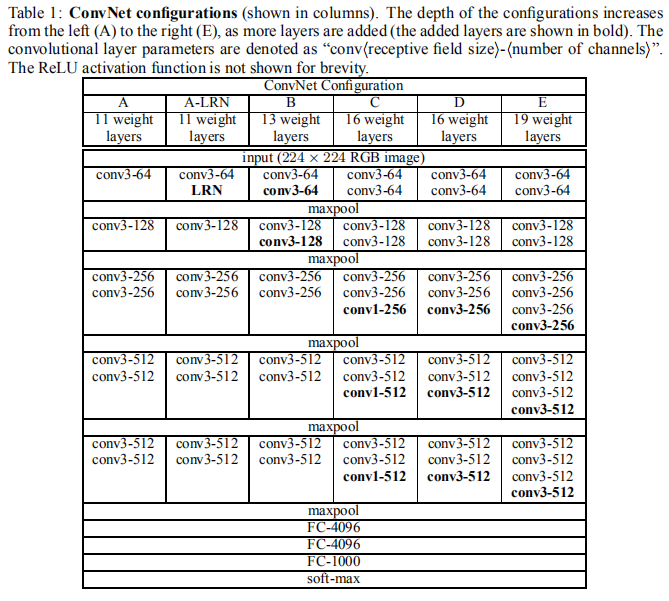 Table 1: ConvNet configurations (shown in columns). The depth of the configurations increases
from the left (A) to the right (E), as more layers are added (the added layers are shown in bold). The
convolutional layer parameters are denoted as “conv⟨receptive field size⟩-⟨number of channels⟩”.
The ReLU activation function is not shown for brevity.
ConvNet Configuration
A A-LRN B C D E
11 weight 11 weight 13 weight 16 weight 16 weight 19 weight
layers layers layers layers layers layers
input (224 × 224 RGB image)
conv3-64 conv3-64 conv3-64 conv3-64 conv3-64 conv3-64
LRN conv3-64 conv3-64 conv3-64 conv3-64
maxpool
conv3-128 conv3-128 conv3-128 conv3-128 conv3-128 conv3-128
conv3-128 conv3-128 conv3-128 conv3-128
maxpool
conv3-256 conv3-256 conv3-256 conv3-256 conv3-256 conv3-256
conv3-256 conv3-256 conv3-256 conv3-256 conv3-256 conv3-256
conv1-256 conv3-256 conv3-256
conv3-256
maxpool
conv3-512 conv3-512 conv3-512 conv3-512 conv3-512 conv3-512
conv3-512 conv3-512 conv3-512 conv3-512 conv3-512 conv3-512
conv1-512 conv3-512 conv3-512
conv3-512
maxpool
conv3-512 conv3-512 conv3-512 conv3-512 conv3-512 conv3-512
conv3-512 conv3-512 conv3-512 conv3-512 conv3-512 conv3-512
conv1-512 conv3-512 conv3-512
conv3-512
maxpool
FC-4096
FC-4096
FC-1000
soft-max